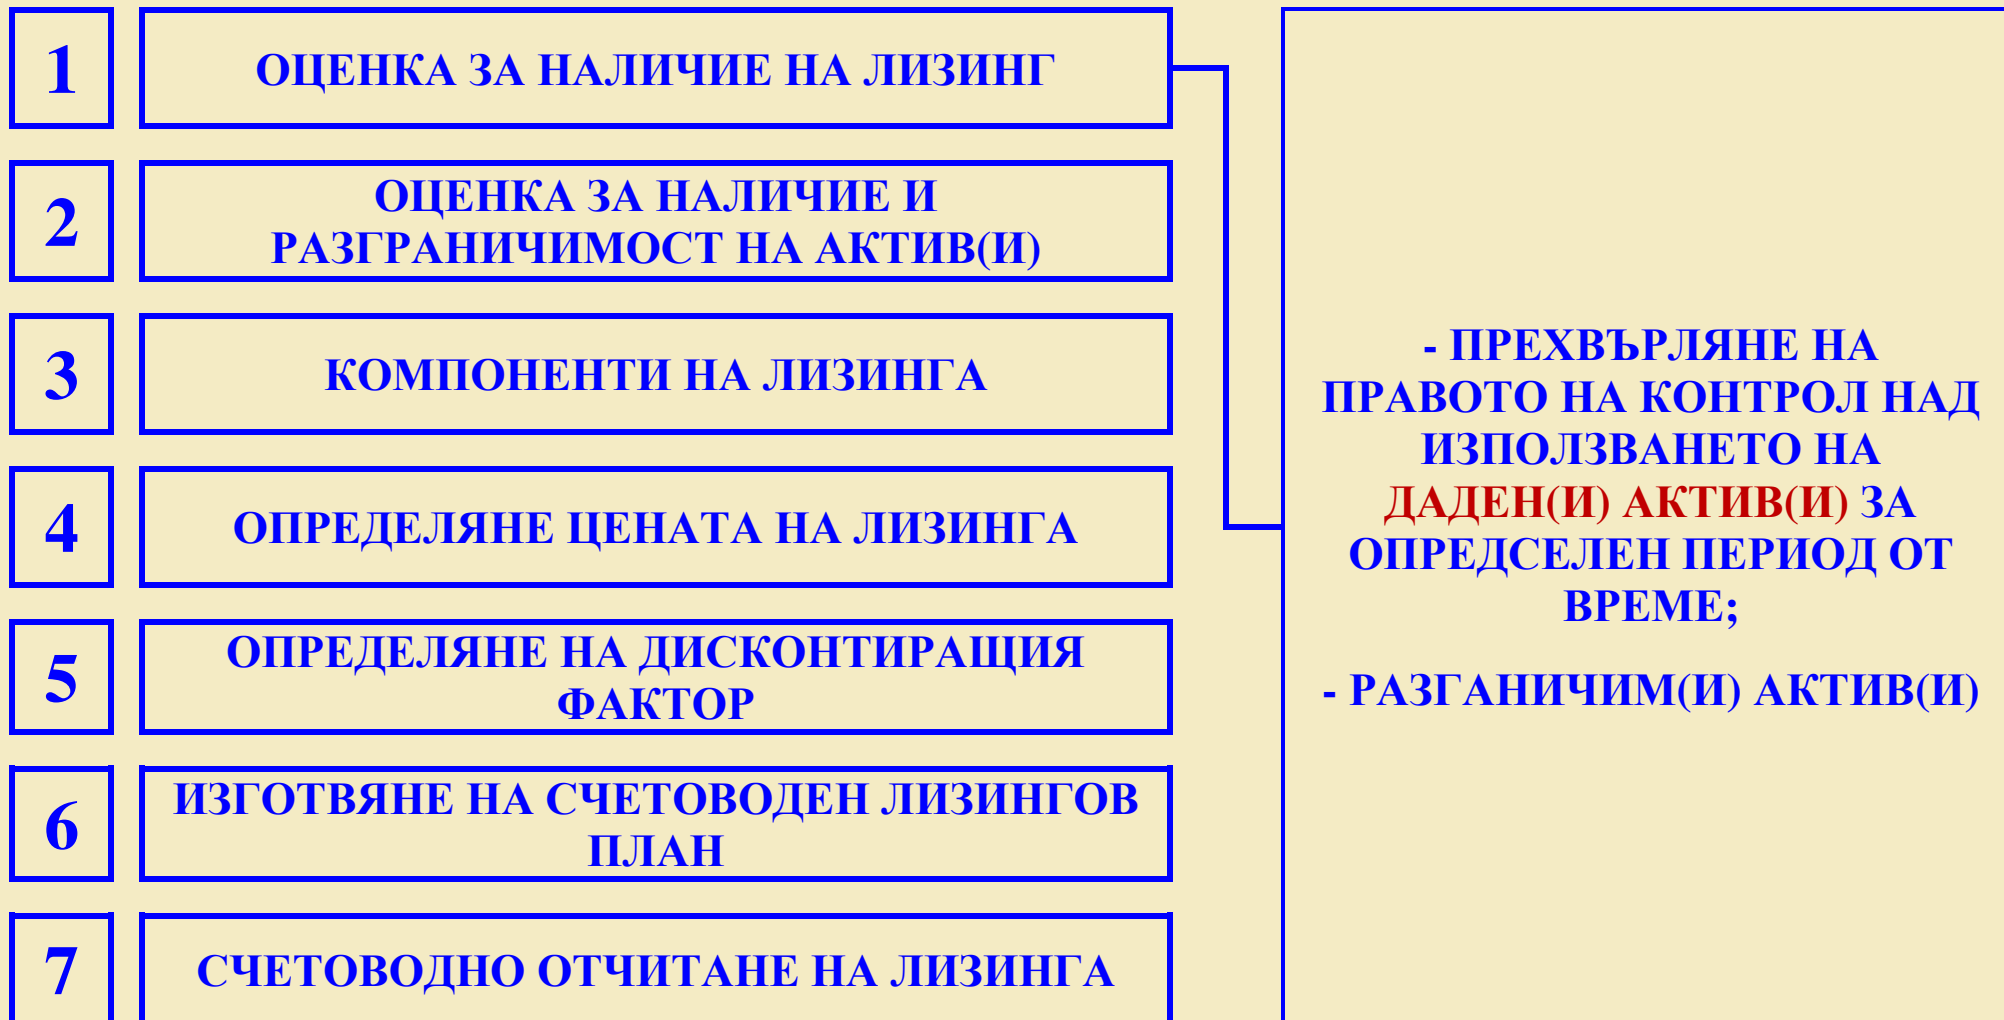 1
ОЦЕНКА ЗА НАЛИЧИЕ НА ЛИЗИНГ
2
ОЦЕНКА ЗА НАЛИЧИЕ И
РАЗГРАНИЧИМОСТ НА АКТИВ(И)
3
КОМПОНЕНТИ НА ЛИЗИНГА
4
ОПРЕДЕЛЯНЕ ЦЕНАТА НА ЛИЗИНГА
5
ОПРЕДЕЛЯНЕ НА ДИСКОНТИРАЩИЯ
ФАКТОР
6
ИЗГОТВЯНЕ НА СЧЕТОВОДЕН ЛИЗИНГОВ
ПЛАН
7
СЧЕТОВОДНО ОТЧИТАНЕ НА ЛИЗИНГА
- ПРЕХВЪРЛЯНЕ НА
ПРАВОТО НА КОНТРОЛ НАД
ИЗПОЛЗВАНЕТО НА
ДАДЕН(И) АКТИВ(И) ЗА
ОПРЕДСЕЛЕН ПЕРИОД ОТ
ВРЕМЕ;
- РАЗГАНИЧИМ(И) АКТИВ(И)